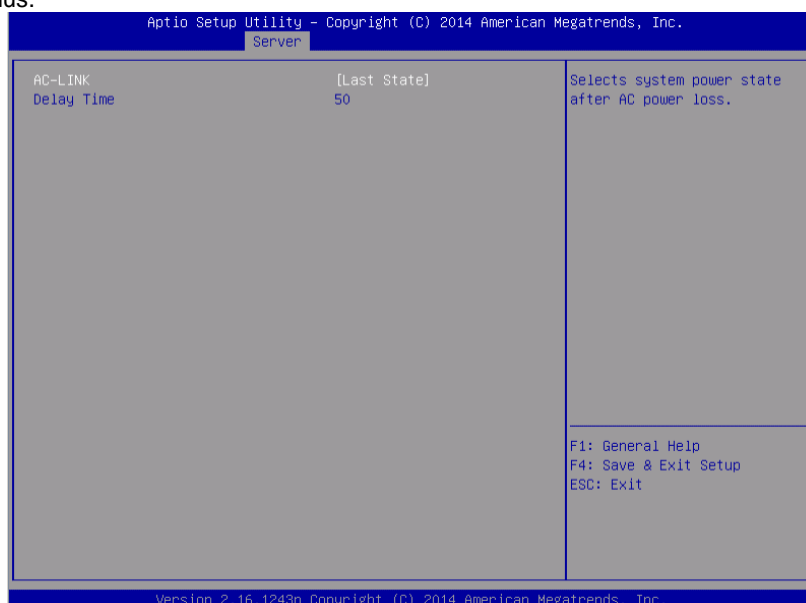 Aptio Setup Utility – Copyright (C) 2014 American Megatrends, Inc.
Server
AC-LINK [Last State]
Delay Time 50
Selects system power state
after AC power loss.
F1: General Help
F4: Save & Exit Setup
ESC: Exit
Version 2.16.1243n Copyright (C) 2014 American Megatrends, Inc.